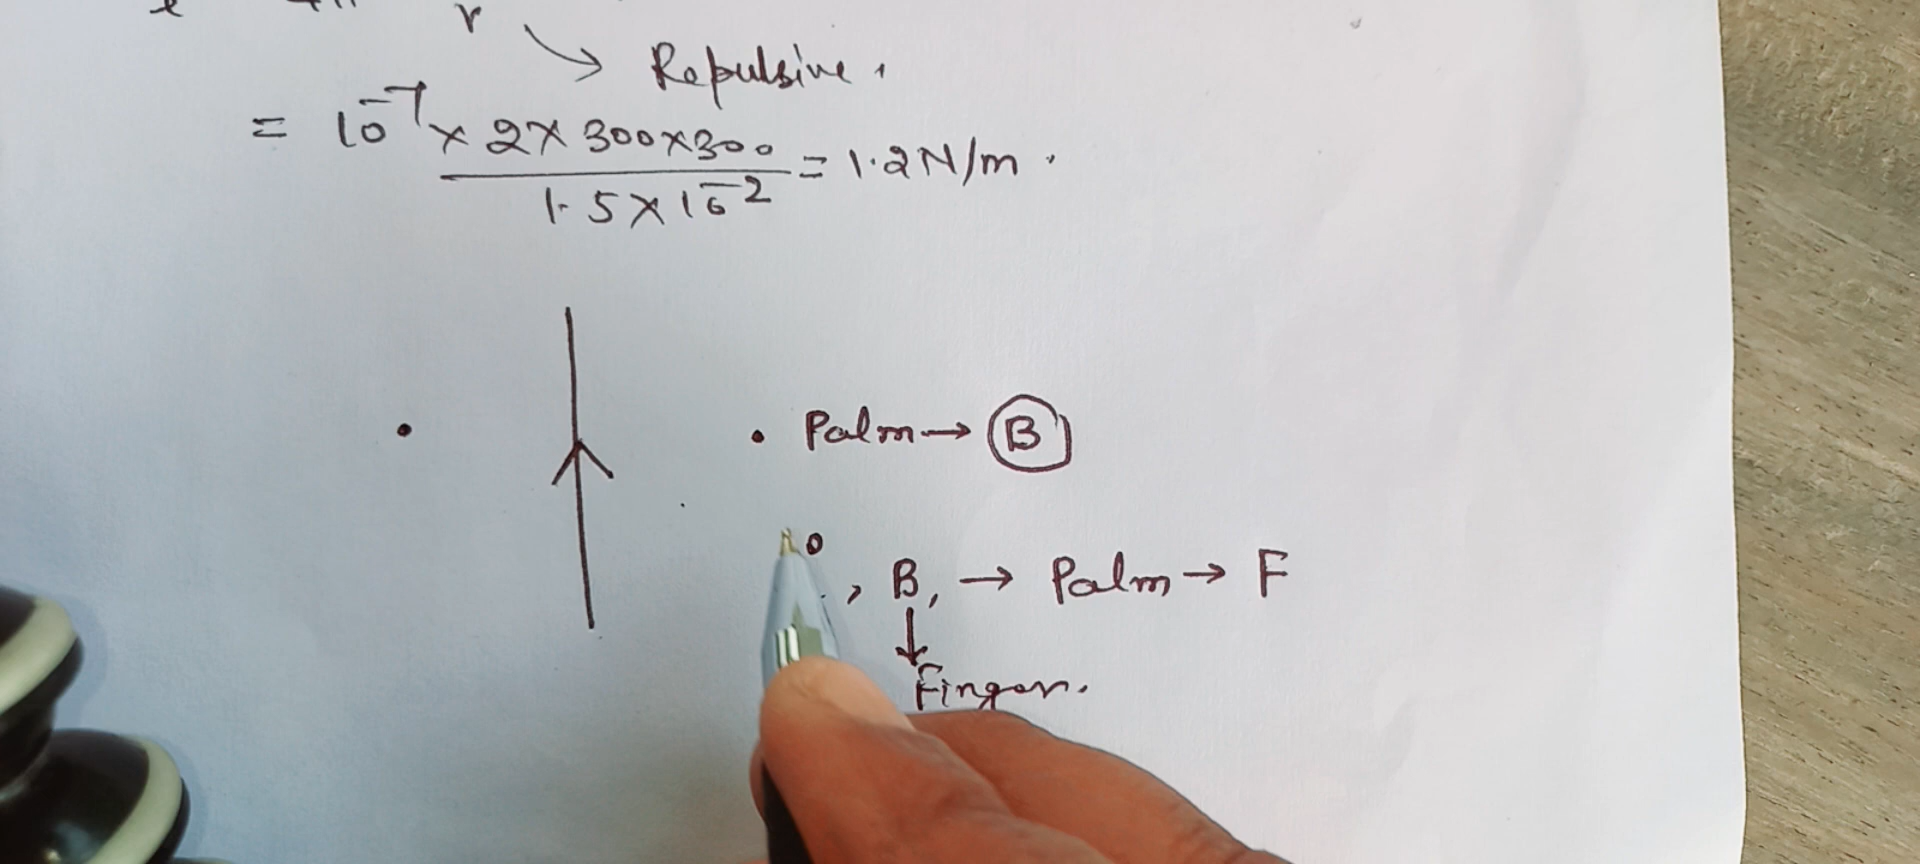 r → Repulsive.
= 10⁻⁷ × 2 × 300 × 300 / 1.5 × 10⁻² = 1.2 N/m.
Palm → B
, B, → Palm → F
↓
Finger.